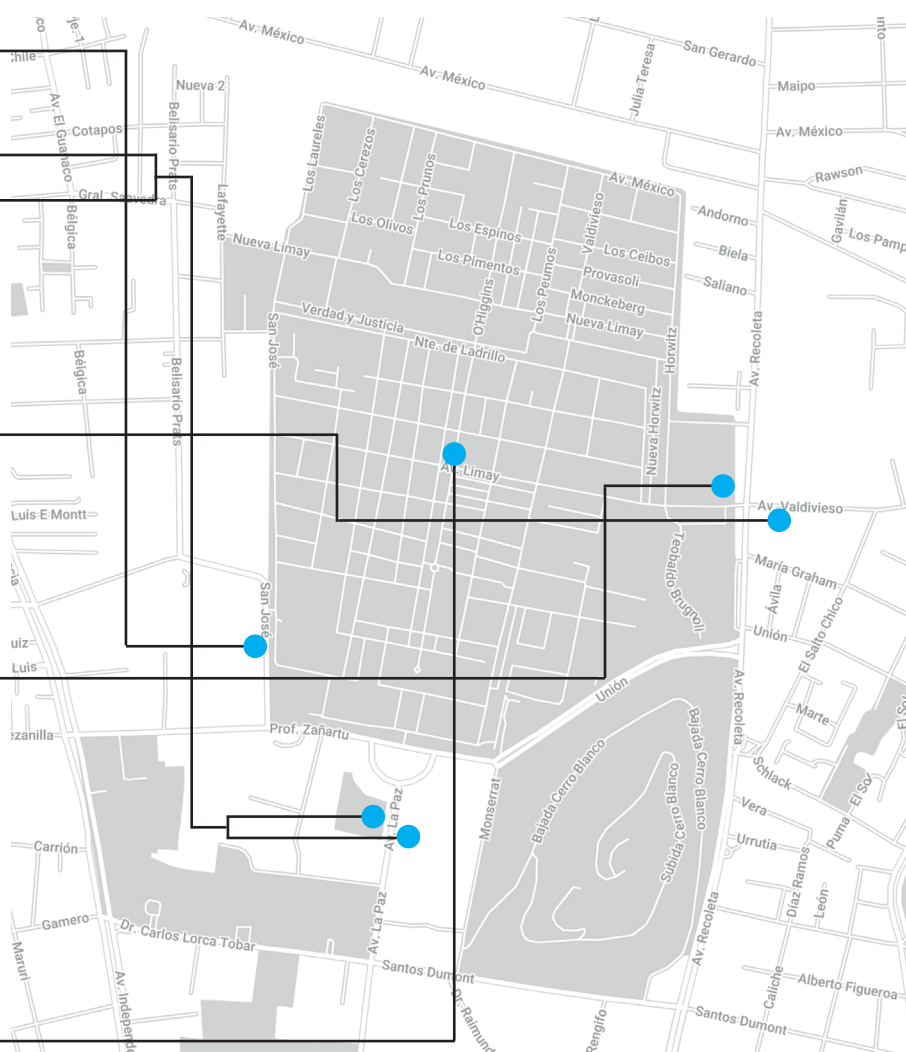 Av. México
San Gerardo
Av. México
Julia Teresa
Nueva 2
Maipo
Av. El Guanaco
Cotapos
Belisario Prats
Av. México
Los Laureles
Los Cerezos
Los Prunos
Rawson
Av. México
Gral. Saavedra
Lafayette
Bélgica
Valdivieso
Andorno
Gavilán
Los Olivos
Los Espinos
Los Pamp
Nueva Limay
Los Ceibos
Biela
Los Pimentos
Los Peumos
Provasoli
Saliano
O'Higgins
Monckeberg
Verdad y Justicia
Nueva Limay
San José
Nte. de Ladrillo
Horwitz
Av. Recoleta
Bélgica
Belisario Prats
Nueva Horwitz
Av. Limay
Luis E Montt
Av. Valdivieso
María Graham
Teobaldo Brugnoli
Ávila
San José
El Salto Chico
Unión
uiz
Luis
Unión
Av. Recoleta
Marte
ezanilla
Prof. Zañartu
Bajada Cerro Blanco
Schlack
Bajada Cerro Blanco
Monserrat
Av. La Paz
Subida Cerro Blanco
Vera
Puma
El So
Urrutia
Carrión
Díaz Ramos
León
Gamero
Dr. Carlos Lorca Tobar
Av. La Paz
Av. Recoleta
Maruri
Santos Dumont
Caliche
Alberto Figueroa
Av. Independe
Dr. Raimund
Rengifo
Santos Dumont